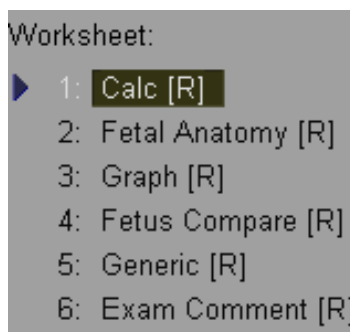 Worksheet:
1: Calc [R]
2: Fetal Anatomy [R]
3: Graph [R]
4: Fetus Compare [R]
5: Generic [R]
6: Exam Comment [R]